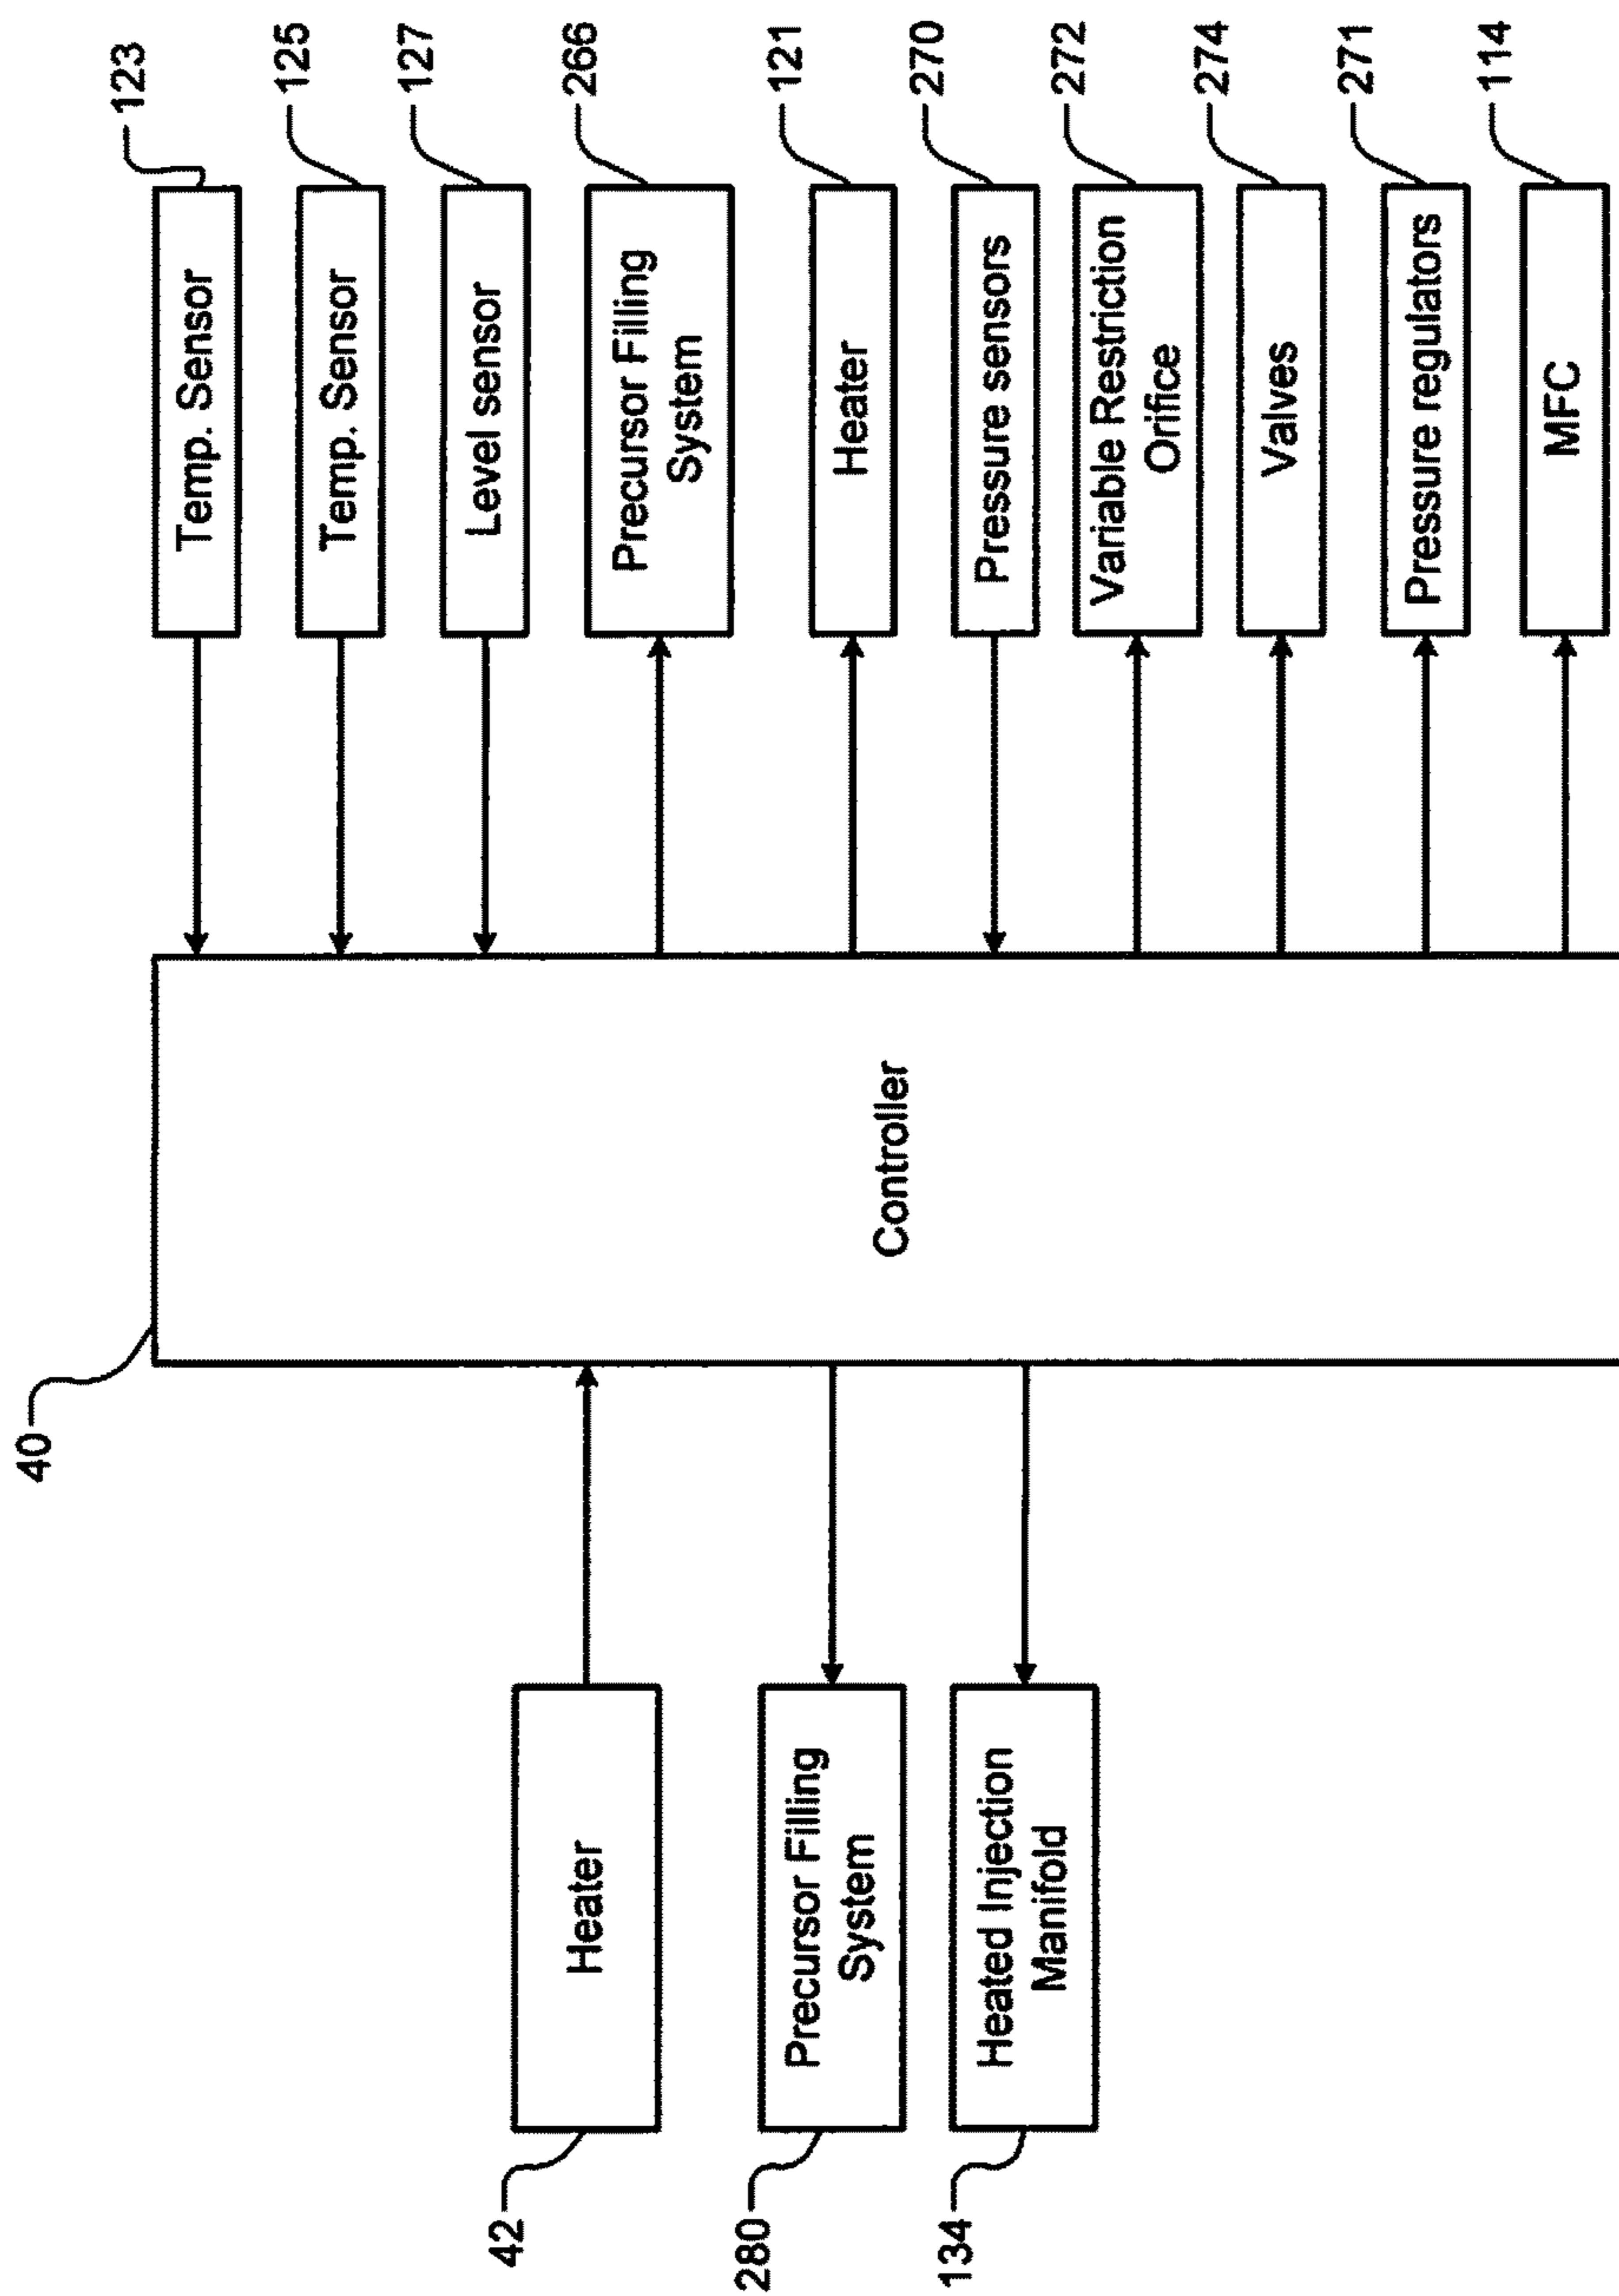 40
Controller
42
Heater
280
Precursor Filling
System
134
Heated Injection
Manifold
Temp. Sensor
123
Temp. Sensor
125
Level sensor
127
Precursor Filling
System
266
Heater
121
Pressure sensors
270
Variable Restriction
Orifice
272
Valves
274
Pressure regulators
271
MFC
114